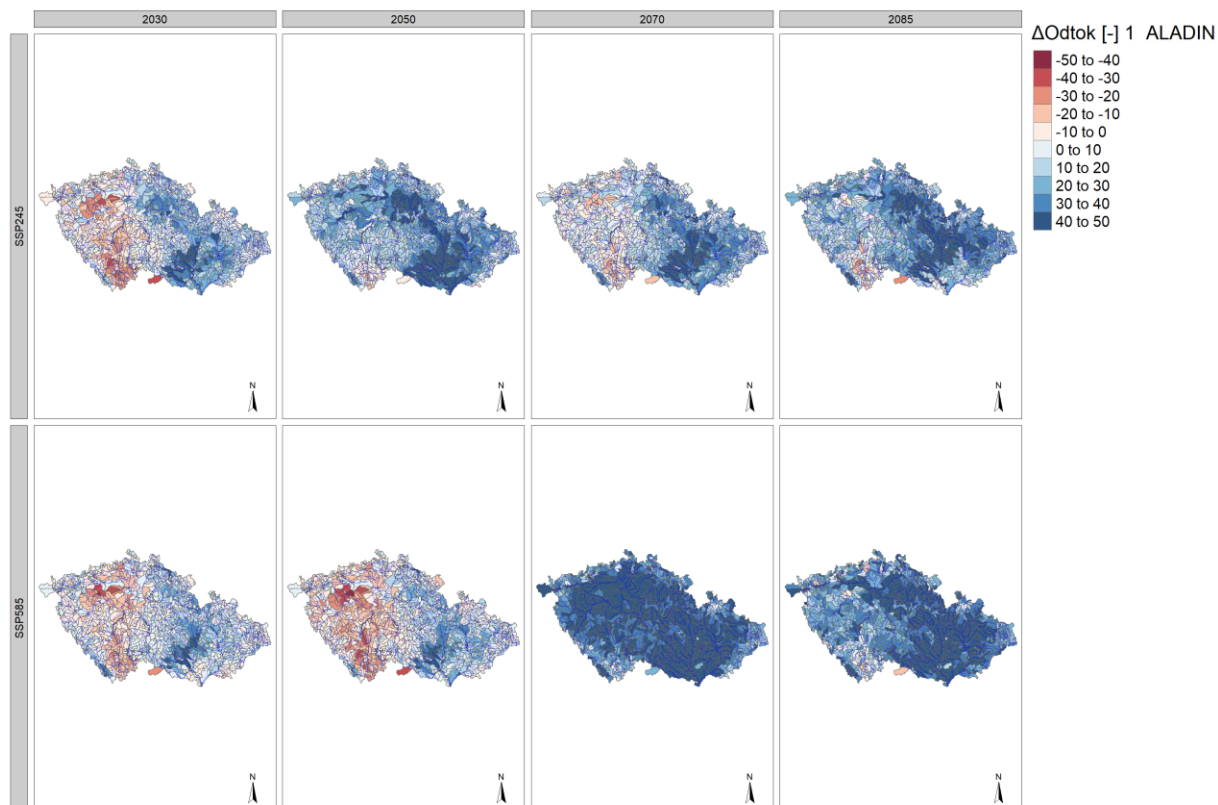 2030 2050 2070 2085
ΔOdtok [-] 1 ALADIN
-50 to -40
-40 to -30
-30 to -20
-20 to -10
-10 to 0
0 to 10
10 to 20
20 to 30
30 to 40
40 to 50
SSP245
N N N N
SSP585
N N N N